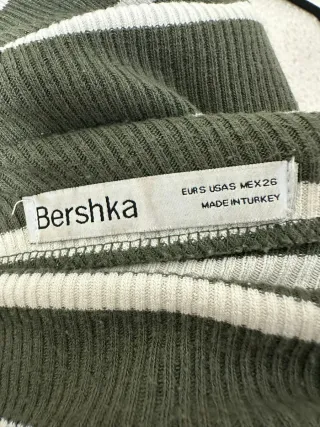 Bershka
EUR S USA S MEX 26
MADE IN TURKEY